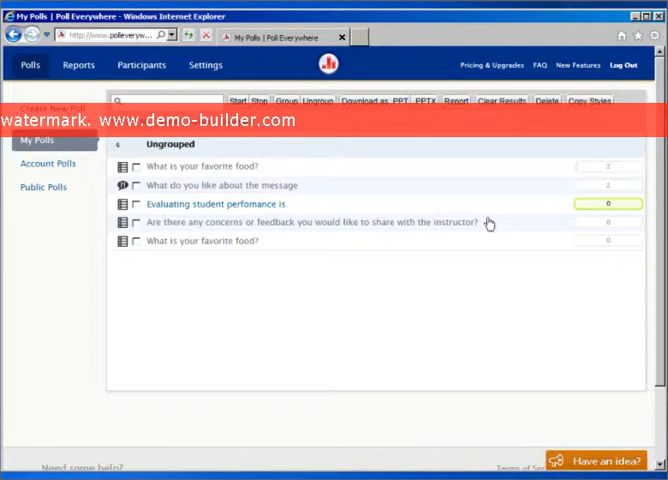 My Polls | Poll Everywhere - Windows Internet Explorer
http://www.polleveryw...
My Polls | Poll Everywhere
Polls Reports Participants Settings Pricing & Upgrades FAQ New Features Log Out
Start Stop Group Ungroup Download as .PPT .PPTX Report Clear Results Delete Copy Styles
Create New Poll
watermark. www.demo-builder.com
My Polls
Ungrouped
Account Polls
Public Polls
What is your favorite food? 2
What do you like about the message 2
Evaluating student perfomance is 0
Are there any concerns or feedback you would like to share with the instructor? 0
What is your favorite food? 0
Have an idea?
Need some help?
Terms of Ser